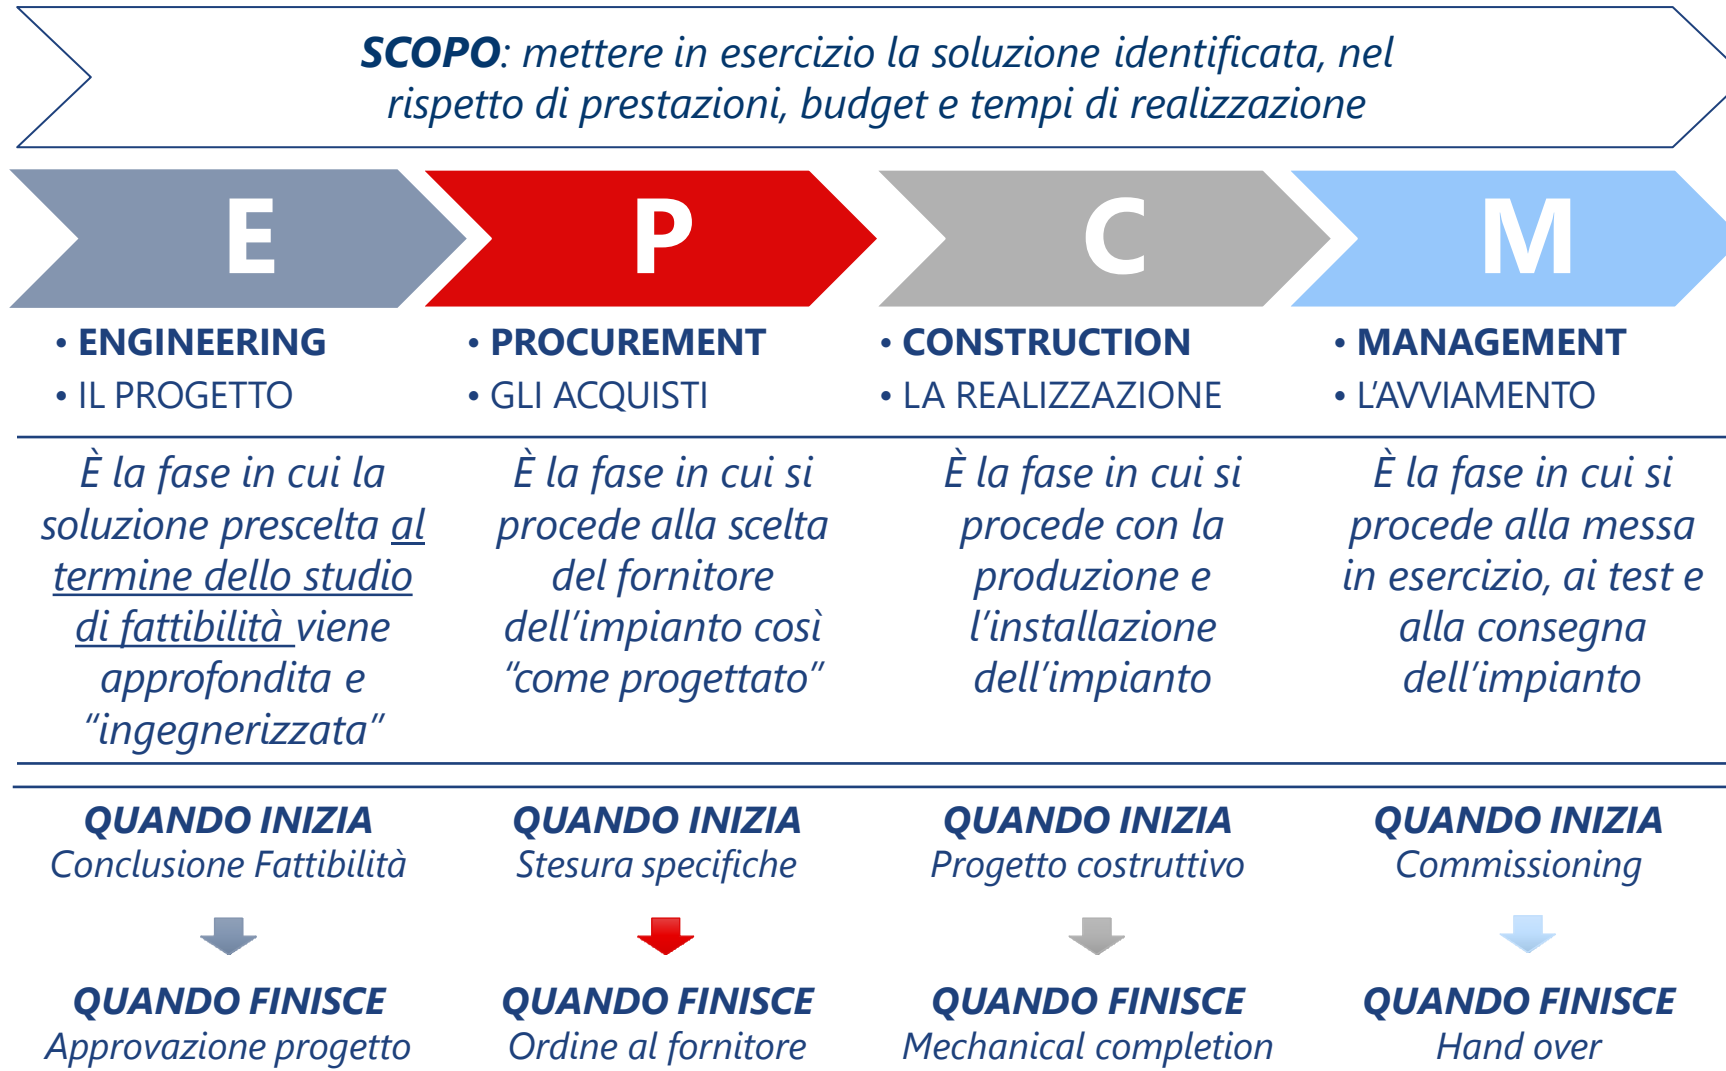 SCOPO: mettere in esercizio la soluzione identificata, nel
rispetto di prestazioni, budget e tempi di realizzazione
E
P
C
M
• ENGINEERING
• IL PROGETTO
• PROCUREMENT
• GLI ACQUISTI
• CONSTRUCTION
• LA REALIZZAZIONE
• MANAGEMENT
• L'AVVIAMENTO
È la fase in cui la
soluzione prescelta al
termine dello studio
di fattibilità viene
approfondita e
“ingegnerizzata”
È la fase in cui si
procede alla scelta
del fornitore
dell’impianto così
“come progettato”
È la fase in cui si
procede con la
produzione e
l’installazione
dell’impianto
È la fase in cui si
procede alla messa
in esercizio, ai test e
alla consegna
dell’impianto
QUANDO INIZIA
Conclusione Fattibilità
QUANDO FINISCE
Approvazione progetto
QUANDO INIZIA
Stesura specifiche
QUANDO FINISCE
Ordine al fornitore
QUANDO INIZIA
Progetto costruttivo
QUANDO FINISCE
Mechanical completion
QUANDO INIZIA
Commissioning
QUANDO FINISCE
Hand over